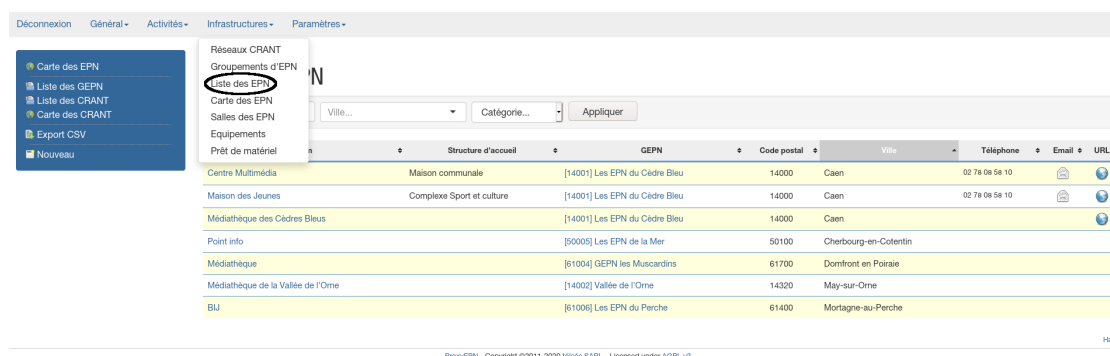 Déconnexion Général Activités Infrastructures Paramètres
Réseaux CRANT
Groupements d'EPN
Liste des EPN
Carte des EPN
Salles des EPN
Equipements
Prêt de matériel
Carte des EPN
Liste des GEPN
Liste des CRANT
Carte des CRANT
Export CSV
Nouveau
Ville... Catégorie... Appliquer
Structure d'accueil GEPN Code postal Ville Téléphone Email URL
Centre Multimédia Maison communale [14001] Les EPN du Cèdre Bleu 14000 Caen 02 78 08 58 10
Maison des Jeunes Complexe Sport et culture [14001] Les EPN du Cèdre Bleu 14000 Caen 02 78 08 58 10
Médiathèque des Cèdres Bleus [14001] Les EPN du Cèdre Bleu 14000 Caen
Point info [50005] Les EPN de la Mer 50100 Cherbourg-en-Cotentin
Médiathèque [61004] GEPN les Muscardins 61700 Domfront en Poiraie
Médiathèque de la Vallée de l'Orne [14002] Vallée de l'Orne 14320 May-sur-Orne
BIJ [61006] Les EPN du Perche 61400 Mortagne-au-Perche